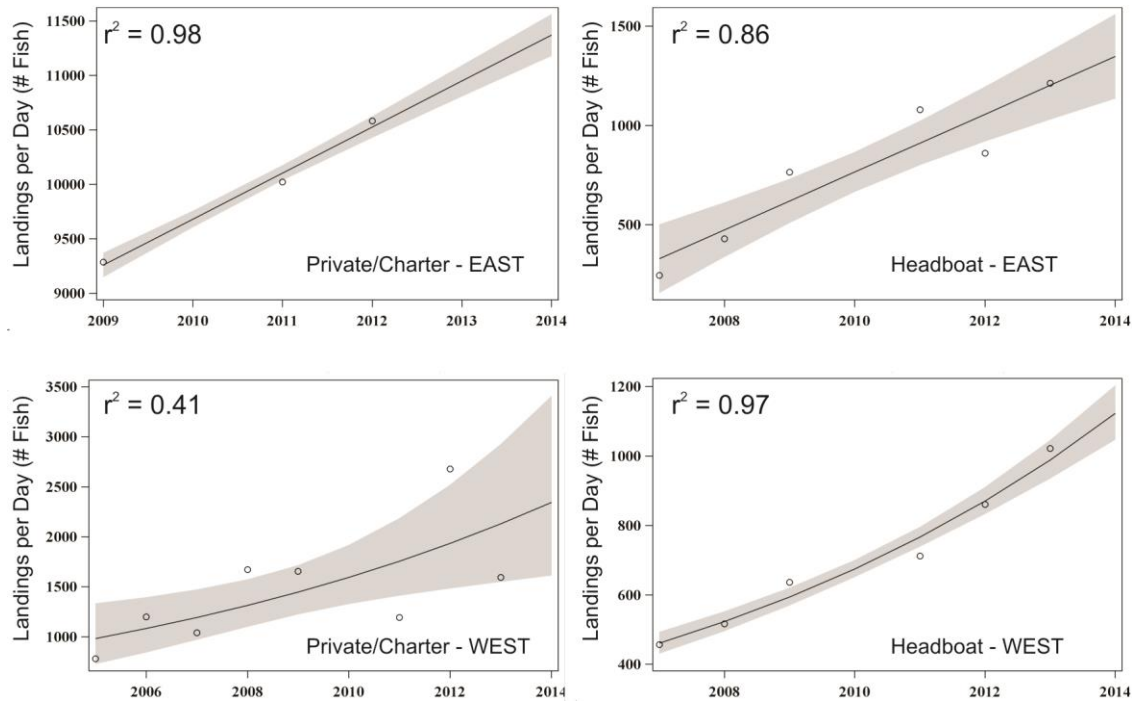 Landings per Day (# Fish)
r² = 0.98
11500
11000
10500
10000
9500
9000
Private/Charter - EAST
2009 2010 2011 2012 2013 2014
Landings per Day (# Fish)
r² = 0.86
1500
1000
500
Headboat - EAST
2008 2010 2012 2014
Landings per Day (# Fish)
r² = 0.41
3500
3000
2500
2000
1500
1000
Private/Charter - WEST
2006 2008 2010 2012 2014
Landings per Day (# Fish)
r² = 0.97
1200
1000
800
600
400
Headboat - WEST
2008 2010 2012 2014